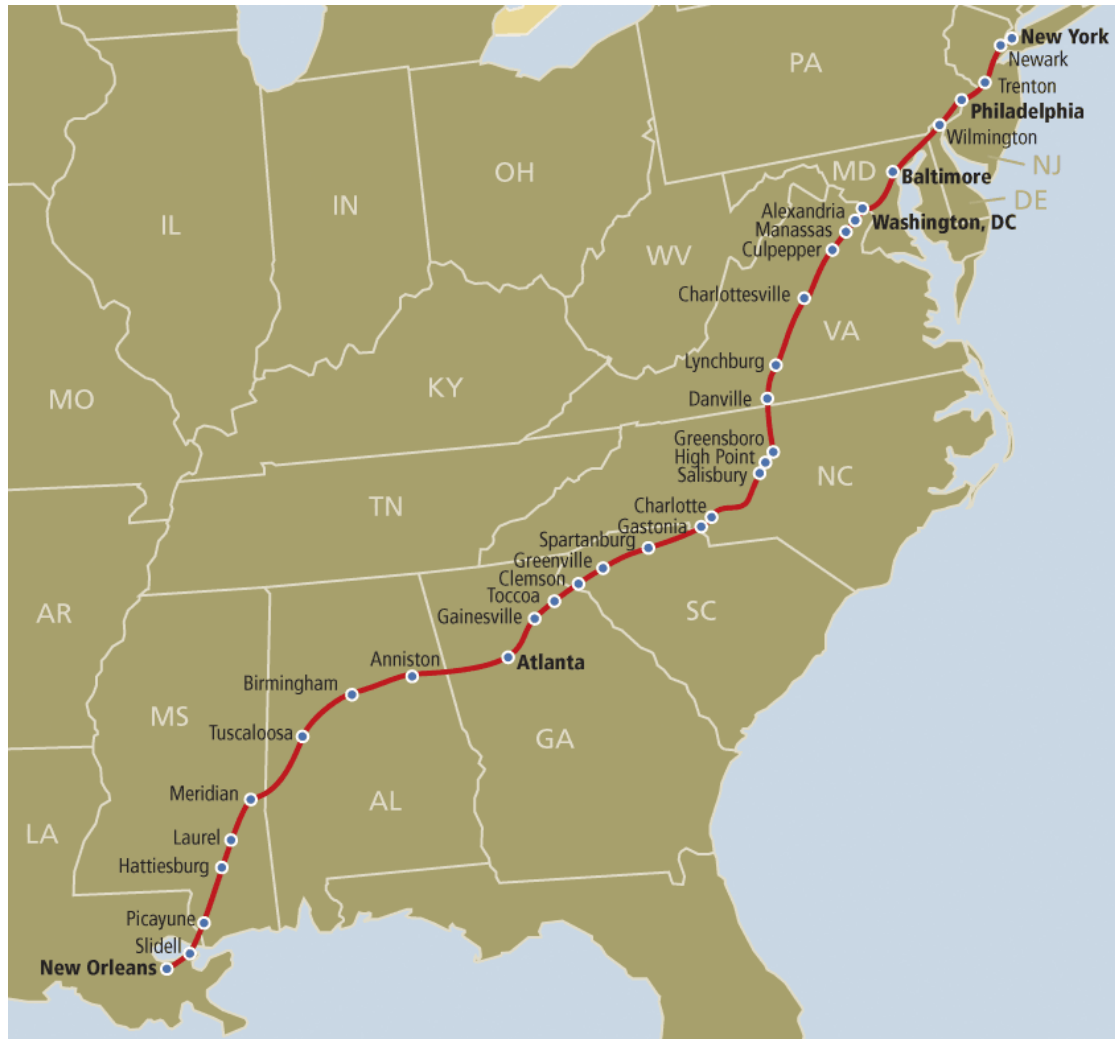 New York
Newark
PA
Trenton
Philadelphia
Wilmington
NJ
OH
MD
Baltimore
DE
IN
Alexandria
IL
Washington, DC
Manassas
Culpepper
WV
Charlottesville
VA
Lynchburg
KY
MO
Danville
Greensboro
High Point
Salisbury
NC
TN
Charlotte
Gastonia
Spartanburg
Greenville
Clemson
Toccoa
AR
SC
Gainesville
Anniston
Atlanta
Birmingham
MS
Tuscaloosa
GA
Meridian
AL
LA
Laurel
Hattiesburg
Picayune
Slidell
New Orleans